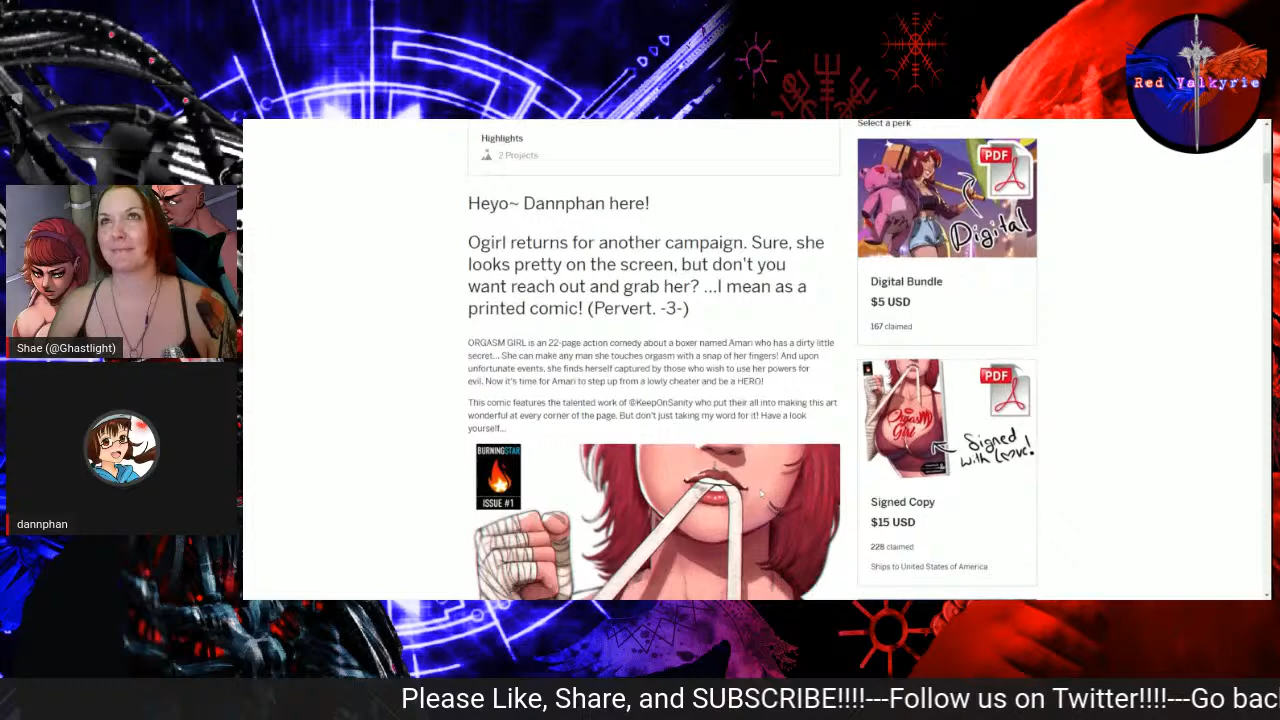 Red Valkyrie
Select a perk
Highlights
2 Projects
PDF
Digital
Heyo~ Dannphan here!
Ogirl returns for another campaign. Sure, she
looks pretty on the screen, but don't you
want reach out and grab her? ...I mean as a
printed comic! (Pervert. -3-)
Digital Bundle
$5 USD
167 claimed
ORGASM GIRL is an 22-page action comedy about a boxer named Amari who has a dirty little
secret... She can make any man she touches orgasm with a snap of her fingers! And upon
unfortunate events, she finds herself captured by those who wish to use her powers for
evil. Now it's time for Amari to step up from a lowly cheater and be a HERO!
This comic features the talented work of @KeepOnSanity who put their all into making this art
wonderful at every corner of the page. But don't just taking my word for it! Have a look
yourself...
PDF
Orgasm
Girl
Signed
with Love!
BURNINGSTAR
ISSUE #1
Signed Copy
$15 USD
228 claimed
Ships to United States of America
Shae (@Ghastlight)
dannphan
Please Like, Share, and SUBSCRIBE!!!!---Follow us on Twitter!!!!---Go bac